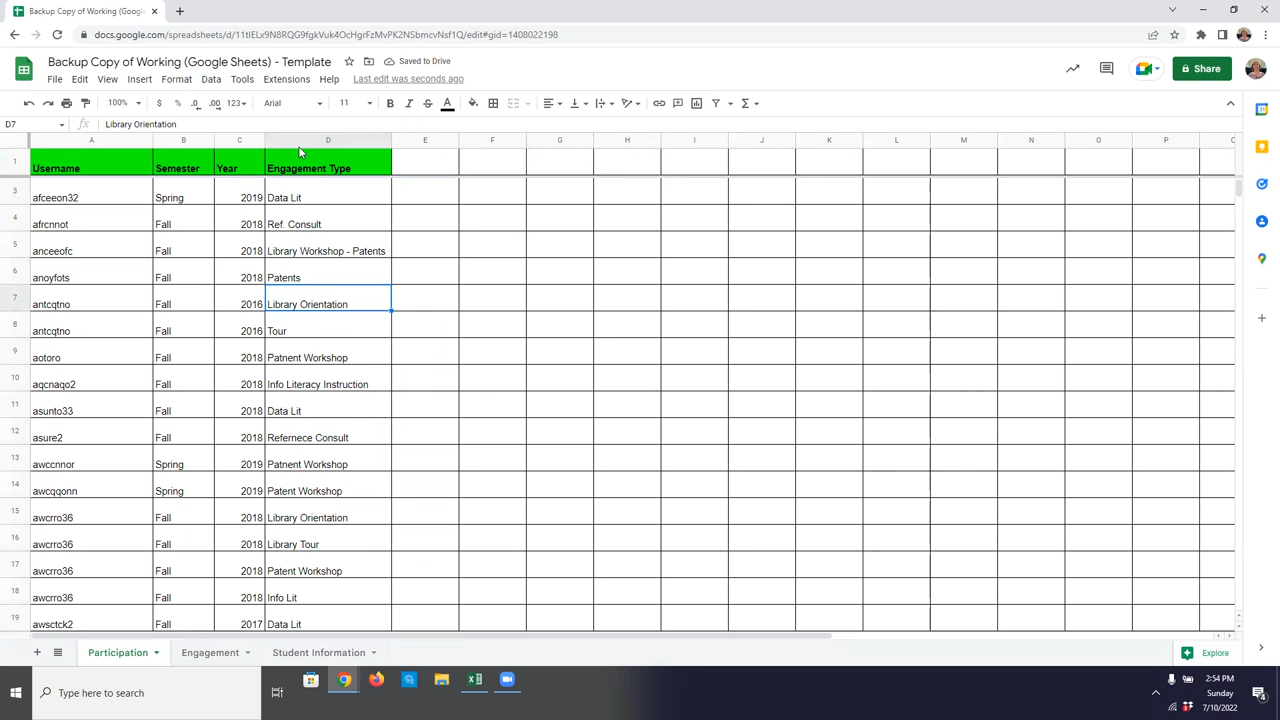 Backup Copy of Working (Googl
docs.google.com/spreadsheets/d/11tlELx9N8RQG9fgkVuk4OcHgrFzMvPK2NSbmcvNsf1Q/edit#gid=1408022198
Backup Copy of Working (Google Sheets) - Template Saved to Drive
File Edit View Insert Format Data Tools Extensions Help Last edit was seconds ago
Share
100% $ % .0 .00 123 Arial 11
D7 fx Library Orientation
A B C D E F G H I J K L M N O P
1 Username Semester Year Engagement Type
3 afceeon32 Spring 2019 Data Lit
4 afrcnnot Fall 2018 Ref. Consult
5 anceeofc Fall 2018 Library Workshop - Patents
6 anoyfots Fall 2018 Patents
7 antcqtno Fall 2016 Library Orientation
8 antcqtno Fall 2016 Tour
9 aotoro Fall 2018 Patnent Workshop
10 aqcnaqo2 Fall 2018 Info Literacy Instruction
11 asunto33 Fall 2018 Data Lit
12 asure2 Fall 2018 Refernece Consult
13 awccnnor Spring 2019 Patnent Workshop
14 awcqqonn Spring 2019 Patent Workshop
15 awcrro36 Fall 2018 Library Orientation
16 awcrro36 Fall 2018 Library Tour
17 awcrro36 Fall 2018 Patent Workshop
18 awcrro36 Fall 2018 Info Lit
19 awsctck2 Fall 2017 Data Lit
Participation Engagement Student Information Explore
Type here to search
2:54 PM
Sunday
7/10/2022